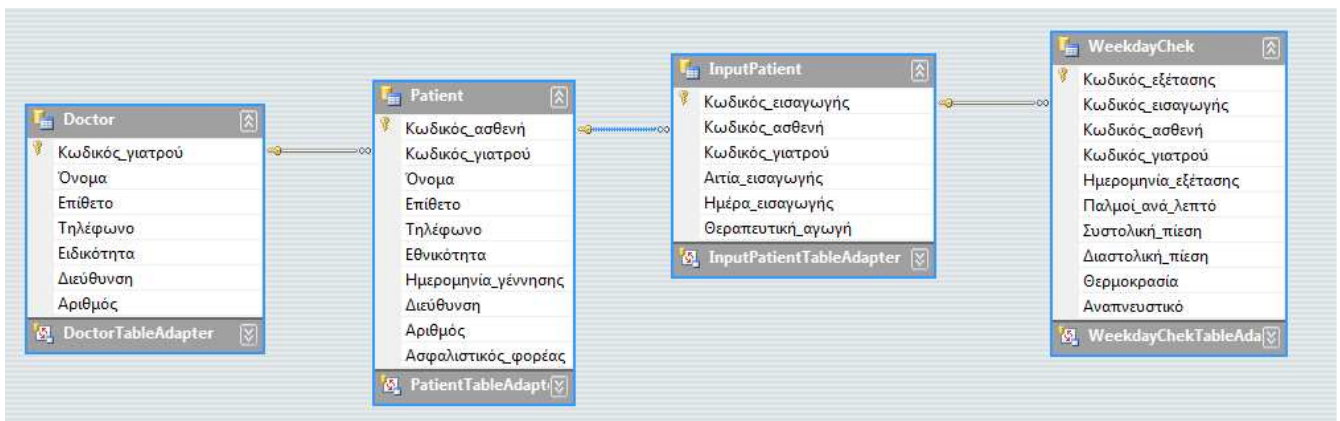 Doctor
Κωδικός_γιατρού
Όνομα
Επίθετο
Τηλέφωνο
Ειδικότητα
Διεύθυνση
Αριθμός
DoctorTableAdapter
Patient
Κωδικός_ασθενή
Κωδικός_γιατρού
Όνομα
Επίθετο
Τηλέφωνο
Εθνικότητα
Ημερομηνία_γέννησης
Διεύθυνση
Αριθμός
Ασφαλιστικός_φορέας
PatientTableAdapt
InputPatient
Κωδικός_εισαγωγής
Κωδικός_ασθενή
Κωδικός_γιατρού
Αιτία_εισαγωγής
Ημέρα_εισαγωγής
Θεραπευτική_αγωγή
InputPatientTableAdapter
WeekdayChek
Κωδικός_εξέτασης
Κωδικός_εισαγωγής
Κωδικός_ασθενή
Κωδικός_γιατρού
Ημερομηνία_εξέτασης
Παλμοί_ανά_λεπτό
Συστολική_πίεση
Διαστολική_πίεση
Θερμοκρασία
Αναπνευστικό
WeekdayChekTableAda